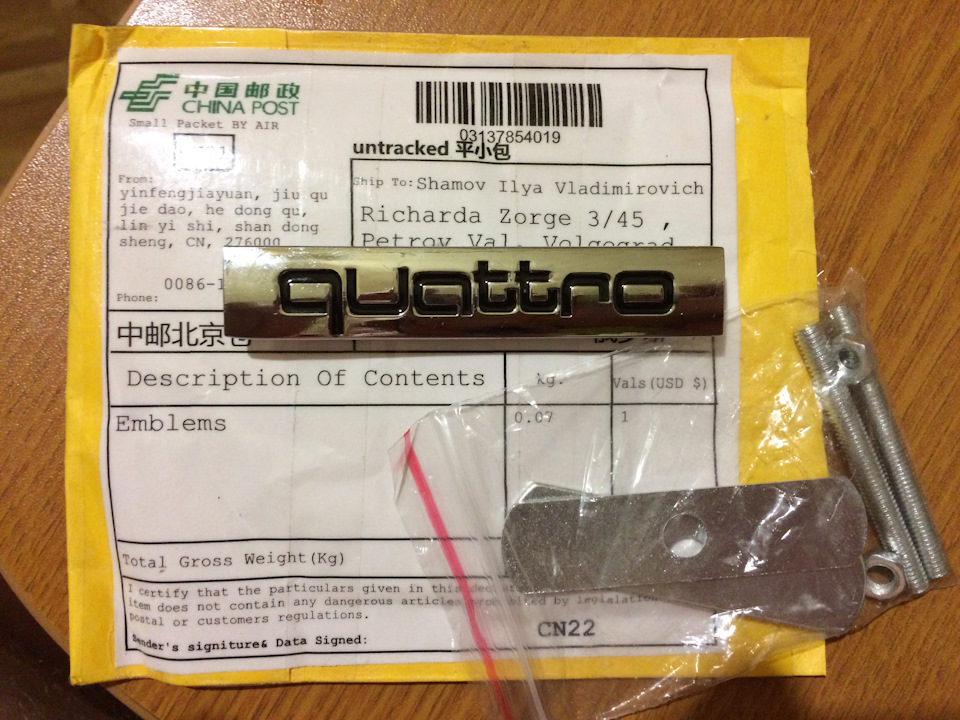 中国邮政
CHINA POST
Small Packet BY AIR
03137854019
untracked 平小包
From:
yinfengjiayuan, jiu qu
jie dao, he dong qu,
lin yi shi, shan dong
sheng, CN, 276000
0086-1
Phone:
Ship To: Shamov Ilya Vladimirovich
Richarda Zorge 3/45 ,
Petrov Val, Volgograd
quattro
中邮北京
Description Of Contents
kg.
Vals(USD $)
Emblems
0.07
1
Total Gross Weight(Kg)
I certify that the particulars given in this
item does not contain any dangerous articles by legislation
postal or customers regulations.
Sender's signiture& Data Signed:
CN22